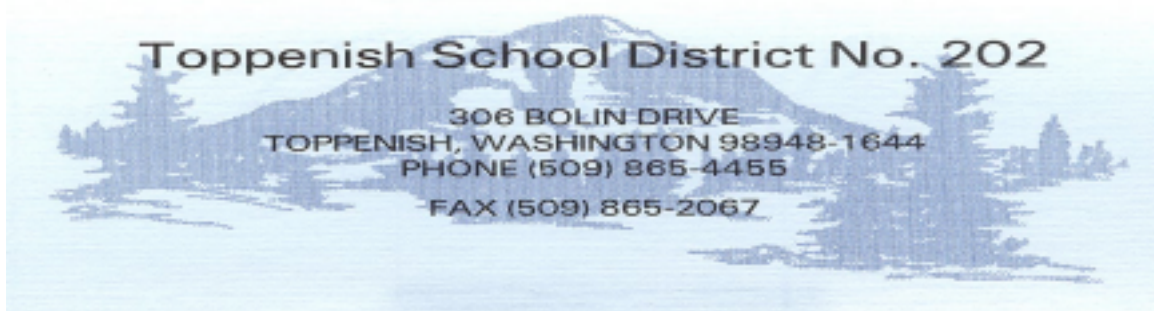 Toppenish School District No. 202
306 BOLIN DRIVE
TOPPENISH, WASHINGTON 98948-1644
PHONE (509) 865-4455
FAX (509) 865-2067